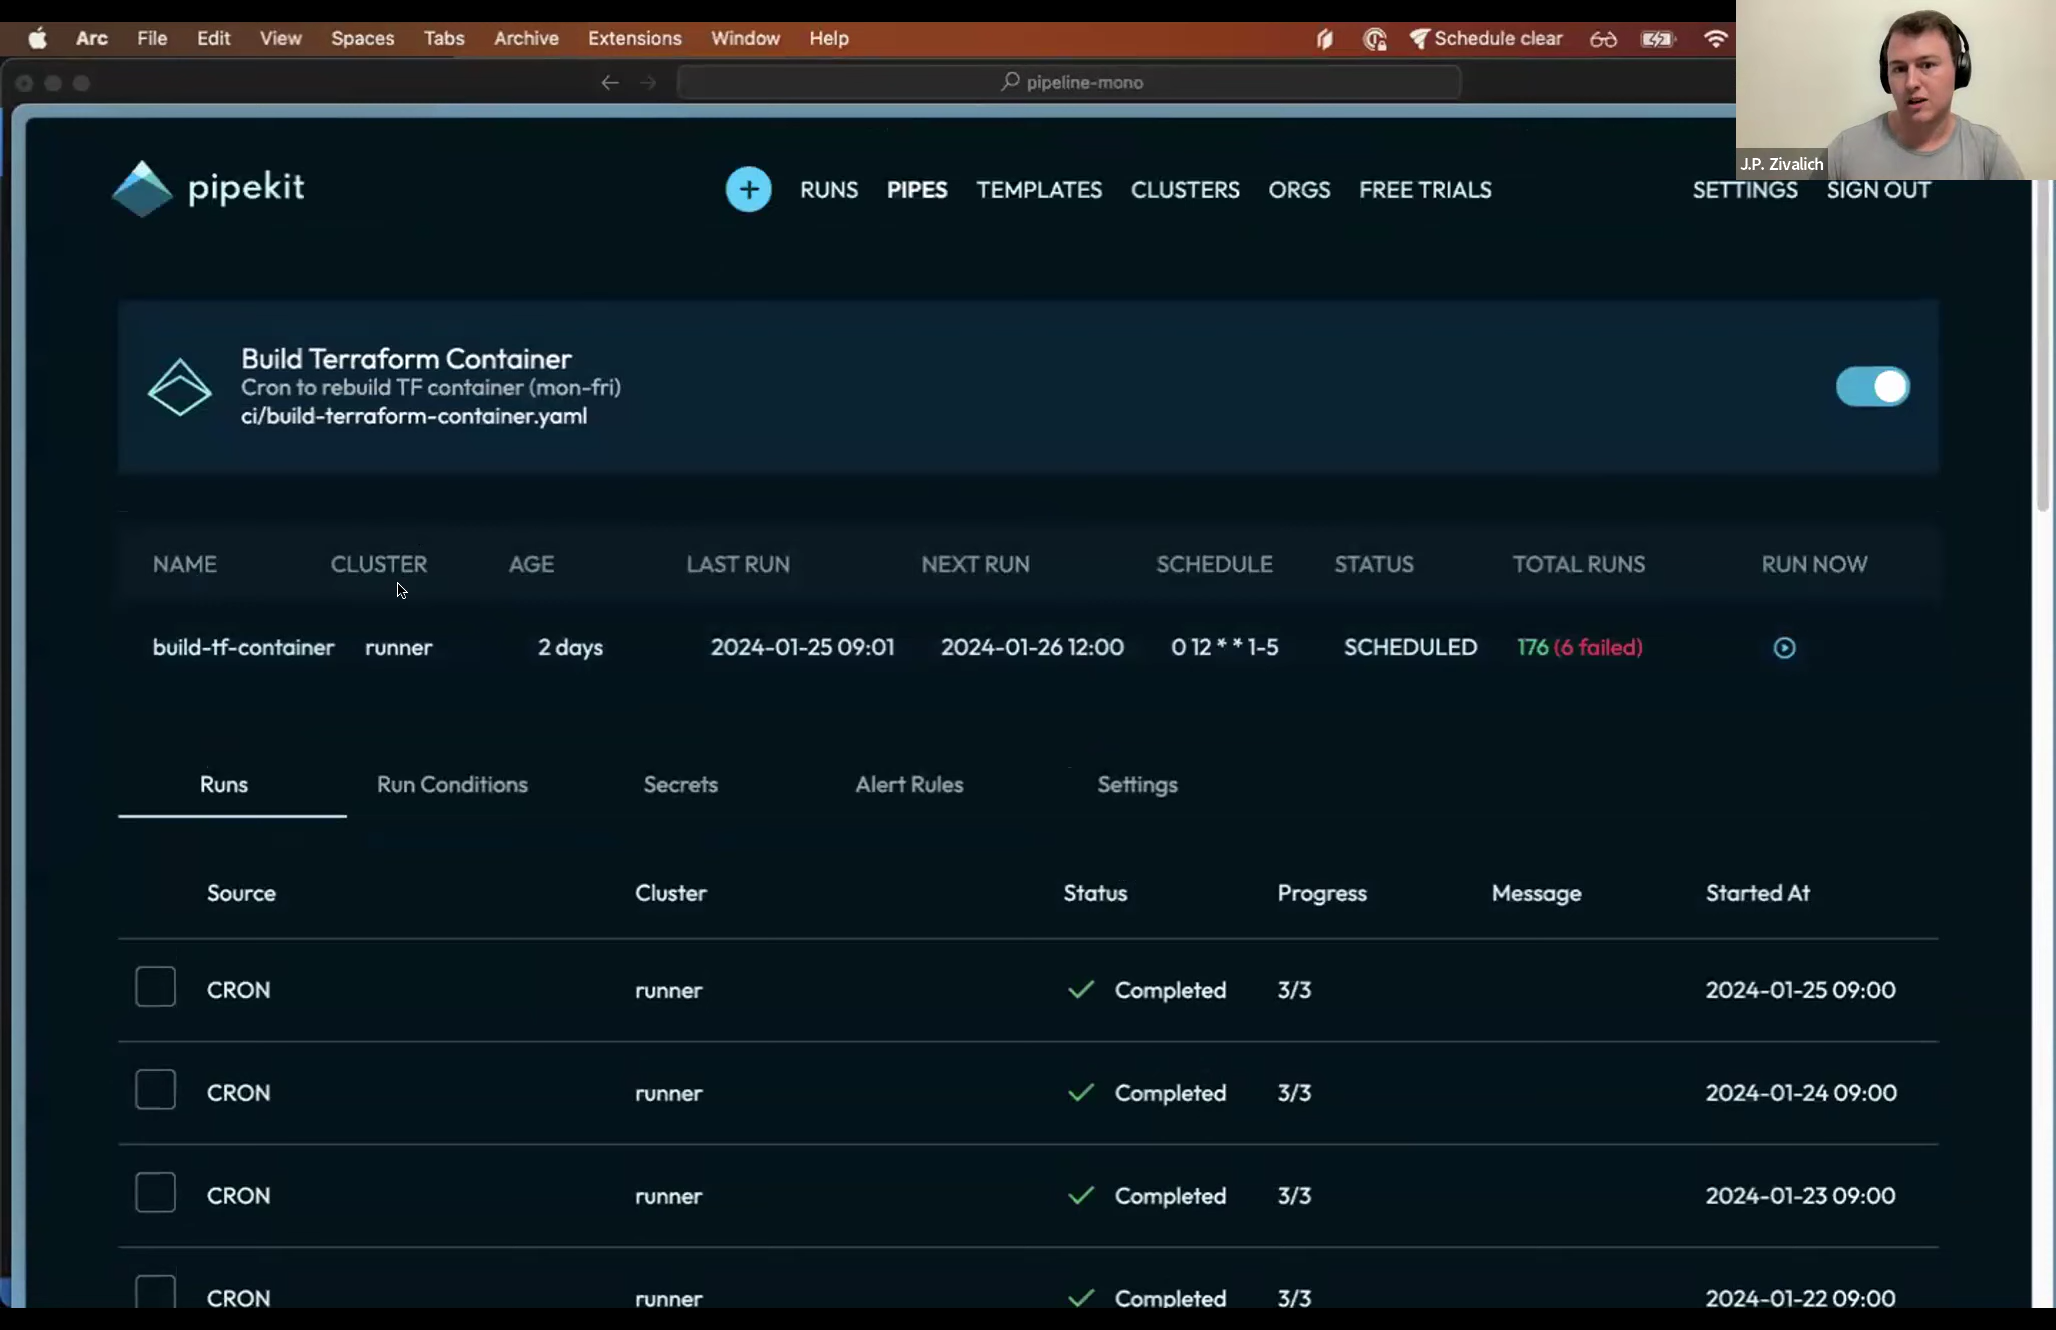 Arc File Edit View Spaces Tabs Archive Extensions Window Help Schedule clear
pipeline-mono
J.P. Zivalich
pipekit
+ RUNS PIPES TEMPLATES CLUSTERS ORGS FREE TRIALS SETTINGS SIGN OUT
Build Terraform Container
Cron to rebuild TF container (mon-fri)
ci/build-terraform-container.yaml
NAME CLUSTER AGE LAST RUN NEXT RUN SCHEDULE STATUS TOTAL RUNS RUN NOW
build-tf-container runner 2 days 2024-01-25 09:01 2024-01-26 12:00 0 12 * * 1-5 SCHEDULED 176 (6 failed)
Runs Run Conditions Secrets Alert Rules Settings
Source Cluster Status Progress Message Started At
CRON runner Completed 3/3 2024-01-25 09:00
CRON runner Completed 3/3 2024-01-24 09:00
CRON runner Completed 3/3 2024-01-23 09:00
CRON runner Completed 3/3 2024-01-22 09:00